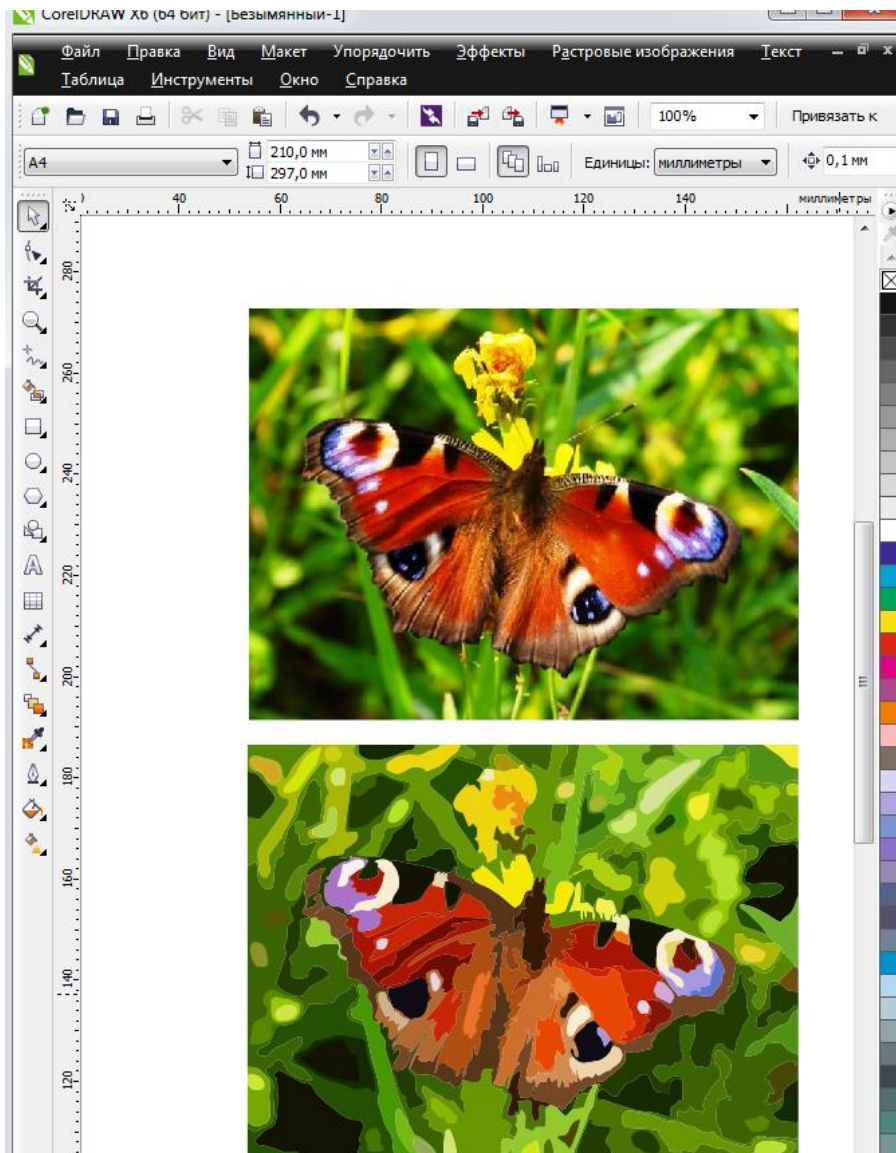 CorelDRAW X6 (64 бит) - [Безымянный-1]
Файл Правка Вид Макет Упорядочить Эффекты Растровые изображения Текст
Таблица Инструменты Окно Справка
100% Привязать к
A4 210,0 мм 297,0 мм Единицы: миллиметры 0,1 мм
40 60 80 100 120 140 миллиметры
280
260
240
220
200
180
160
140
120